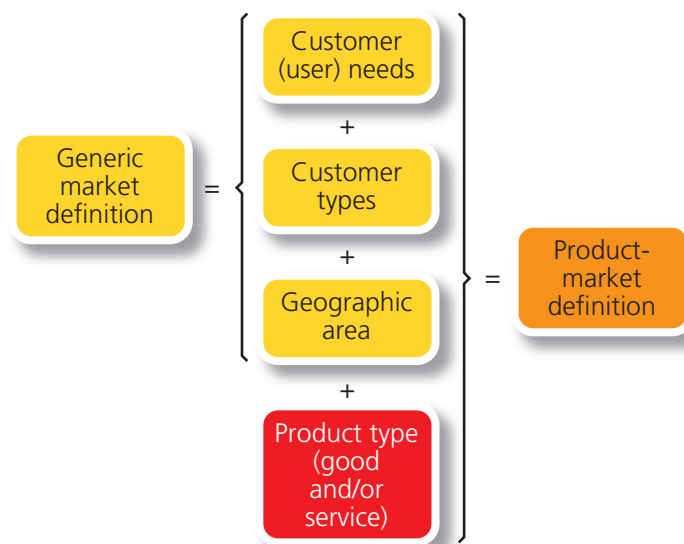 Customer
(user) needs
+
Generic
market
definition
=
Customer
types
+
Geographic
area
=
Product-
market
definition
+
Product type
(good
and/or
service)